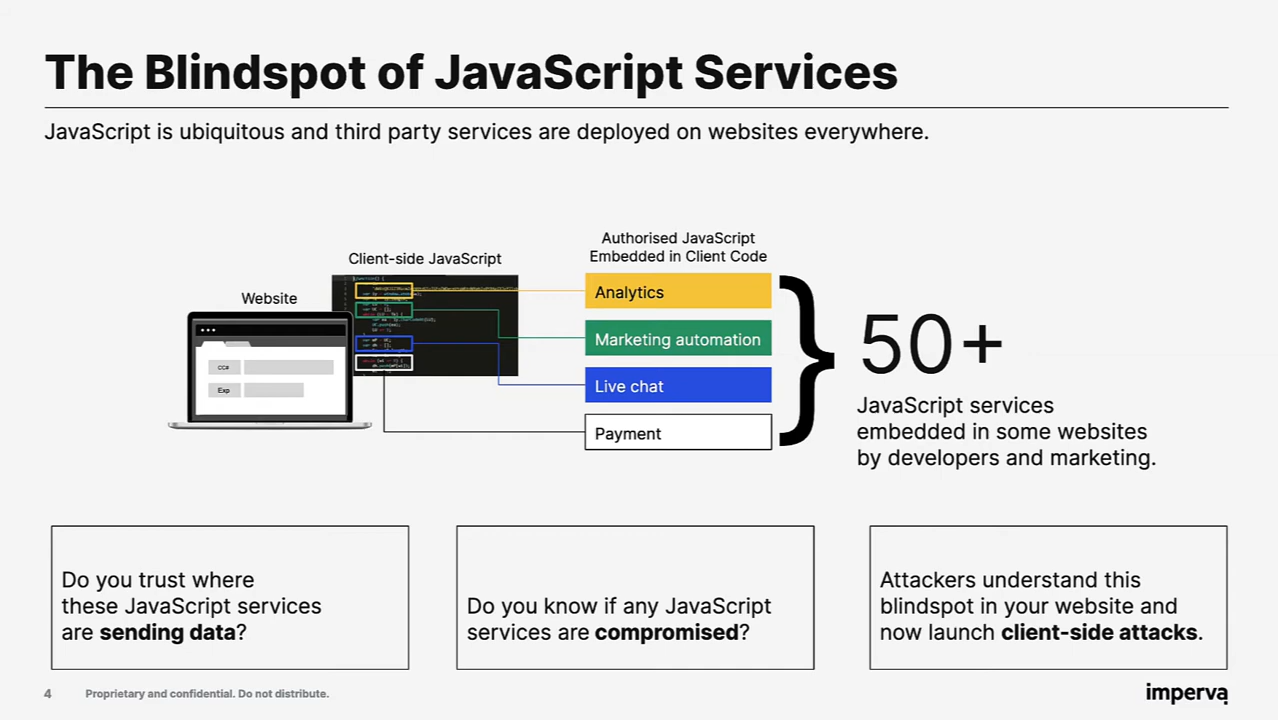 The Blindspot of JavaScript Services
JavaScript is ubiquitous and third party services are deployed on websites everywhere.
Website
CC#
Exp
Client-side JavaScript
Authorised JavaScript
Embedded in Client Code
Analytics
Marketing automation
Live chat
Payment
}
50+
JavaScript services
embedded in some websites
by developers and marketing.
Do you trust where
these JavaScript services
are sending data?
Do you know if any JavaScript
services are compromised?
Attackers understand this
blindspot in your website and
now launch client-side attacks.
4
Proprietary and confidential. Do not distribute.
imperva